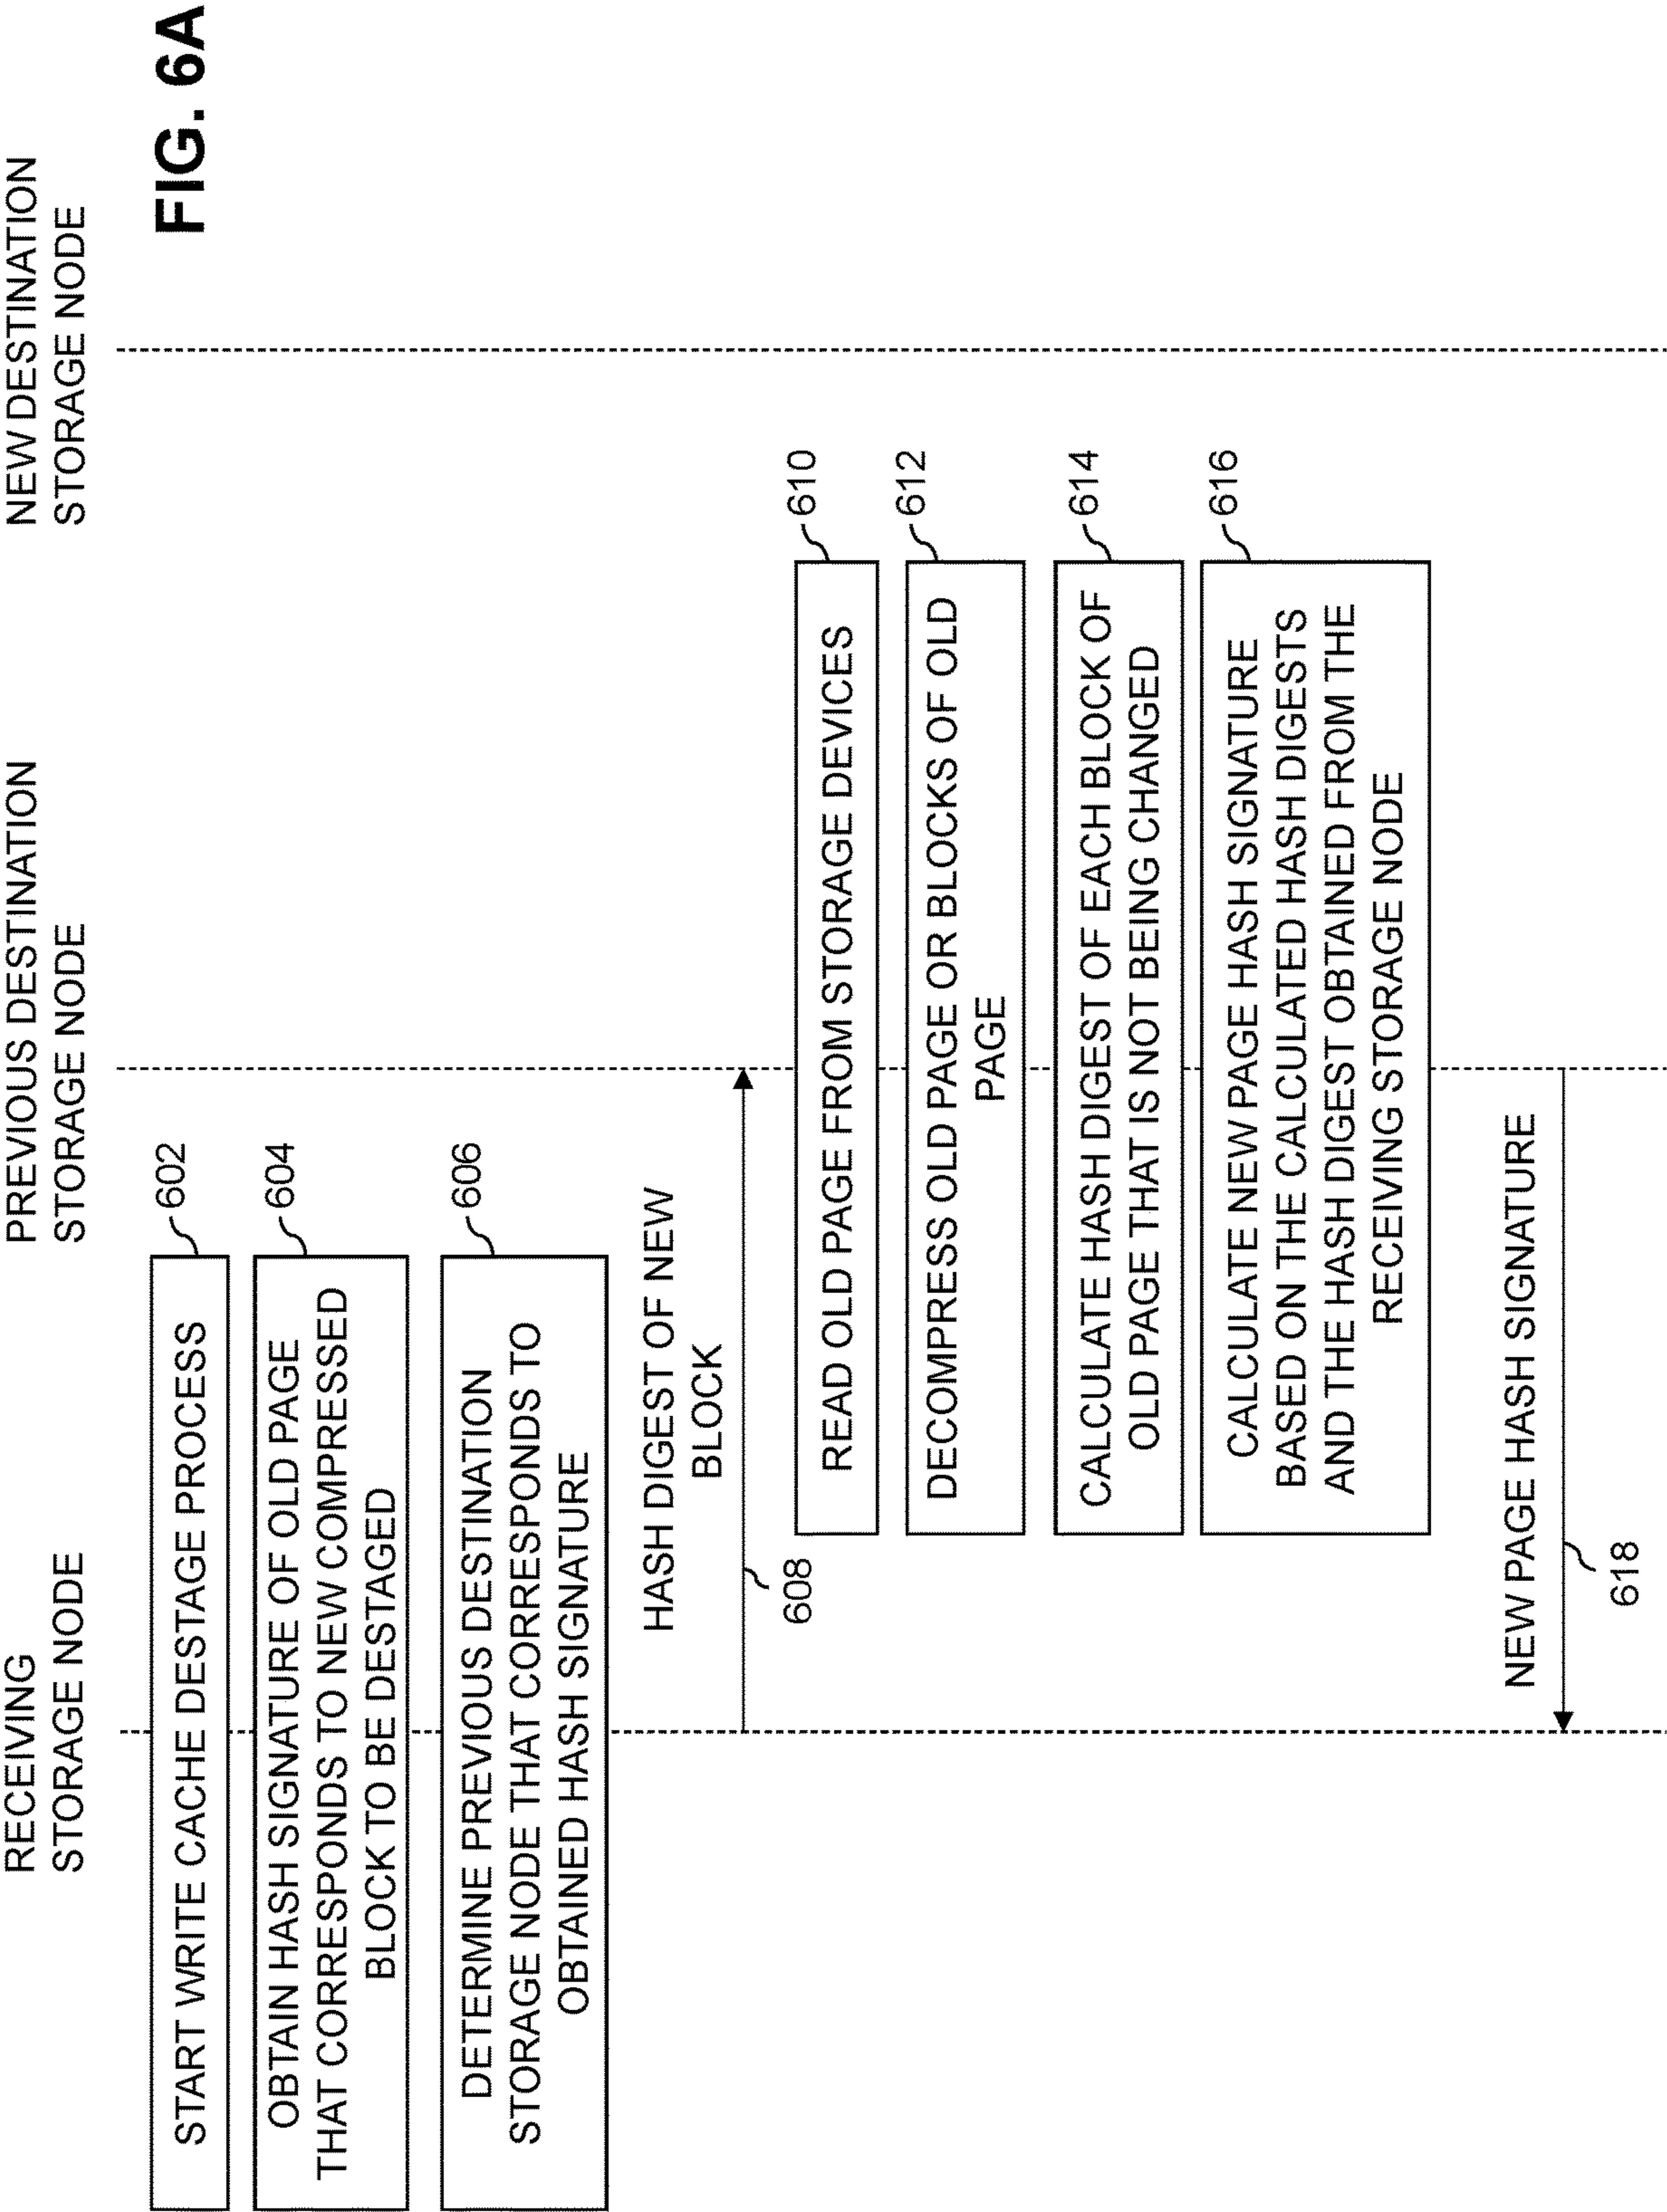 FIG. 6A
RECEIVING
STORAGE NODE
PREVIOUS DESTINATION
STORAGE NODE
NEW DESTINATION
STORAGE NODE
602
START WRITE CACHE DESTAGE PROCESS
604
OBTAIN HASH SIGNATURE OF OLD PAGE
THAT CORRESPONDS TO NEW COMPRESSED
BLOCK TO BE DESTAGED
606
DETERMINE PREVIOUS DESTINATION
STORAGE NODE THAT CORRESPONDS TO
OBTAINED HASH SIGNATURE
HASH DIGEST OF NEW
BLOCK
608
610
READ OLD PAGE FROM STORAGE DEVICES
612
DECOMPRESS OLD PAGE OR BLOCKS OF OLD
PAGE
614
CALCULATE HASH DIGEST OF EACH BLOCK OF
OLD PAGE THAT IS NOT BEING CHANGED
616
CALCULATE NEW PAGE HASH SIGNATURE
BASED ON THE CALCULATED HASH DIGESTS
AND THE HASH DIGEST OBTAINED FROM THE
RECEIVING STORAGE NODE
NEW PAGE HASH SIGNATURE
618